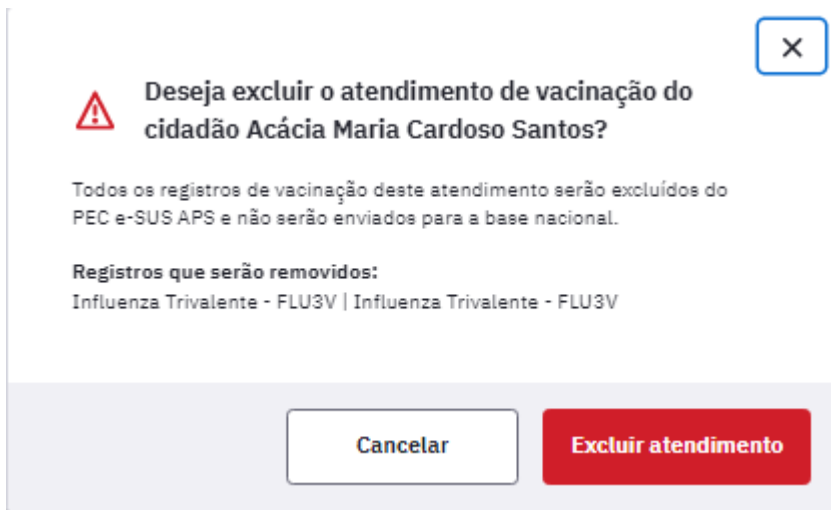 Deseja excluir o atendimento de vacinação do
cidadão Acácia Maria Cardoso Santos?
Todos os registros de vacinação deste atendimento serão excluídos do
PEC e-SUS APS e não serão enviados para a base nacional.
Registros que serão removidos:
Influenza Trivalente - FLU3V | Influenza Trivalente - FLU3V
Cancelar
Excluir atendimento